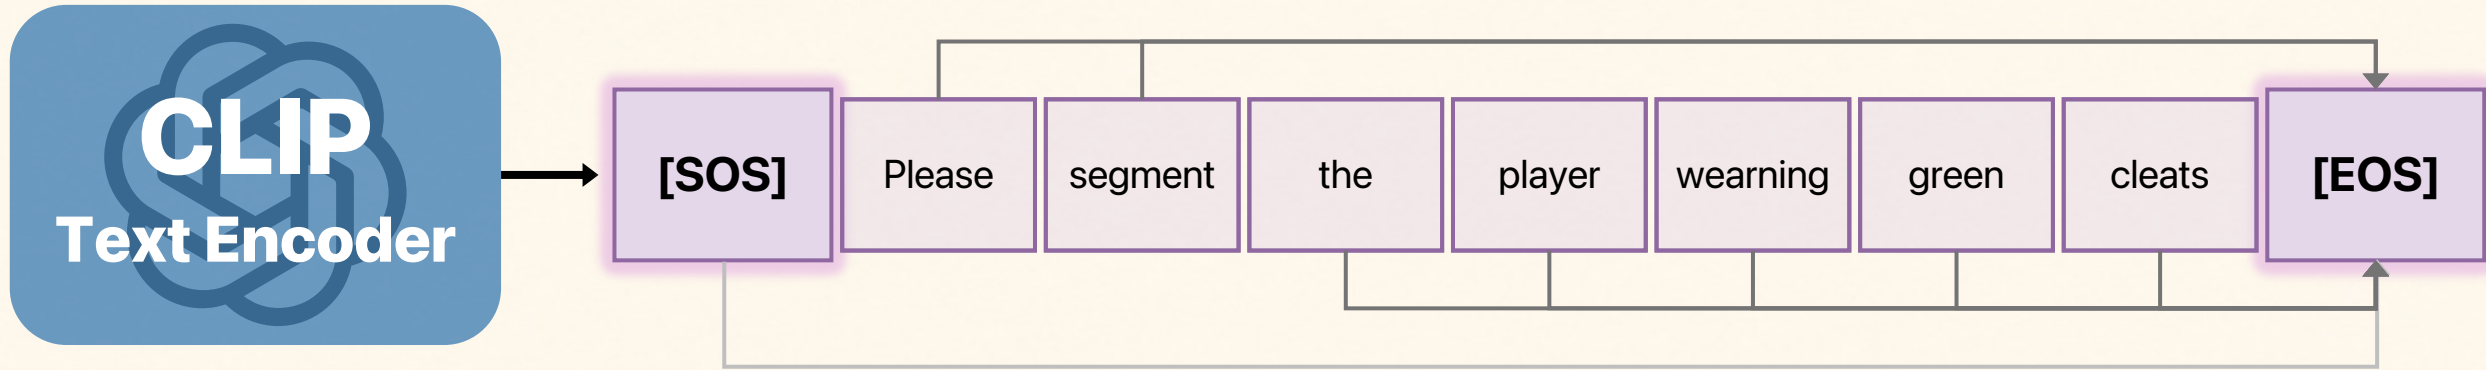 CLIP
Text Encoder
[SOS] Please segment the player wearning green cleats [EOS]